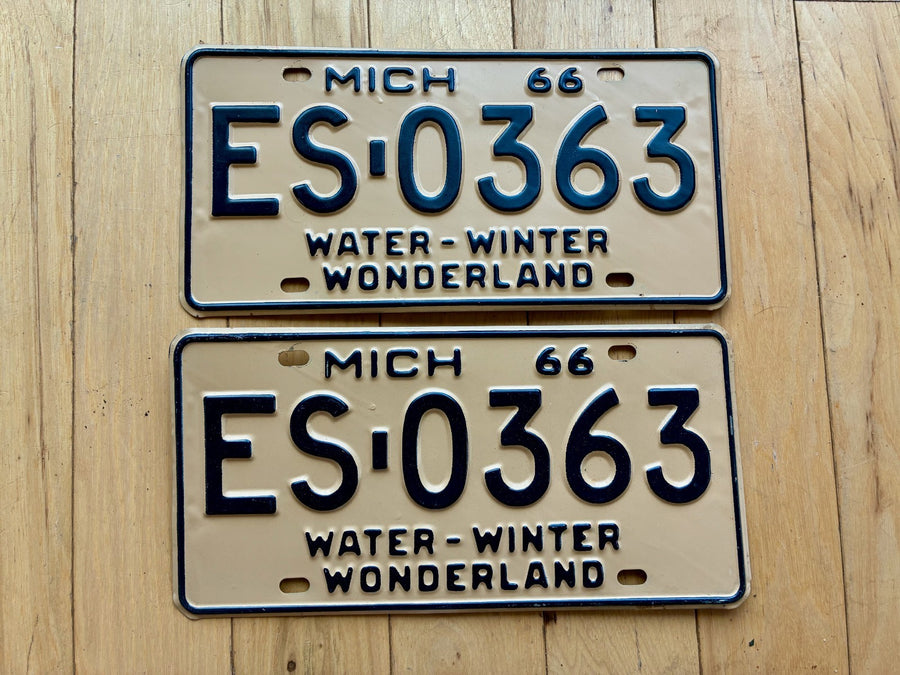 MICH 66
ES-0363
WATER-WINTER
WONDERLAND
MICH 66
ES-0363
WATER-WINTER
WONDERLAND